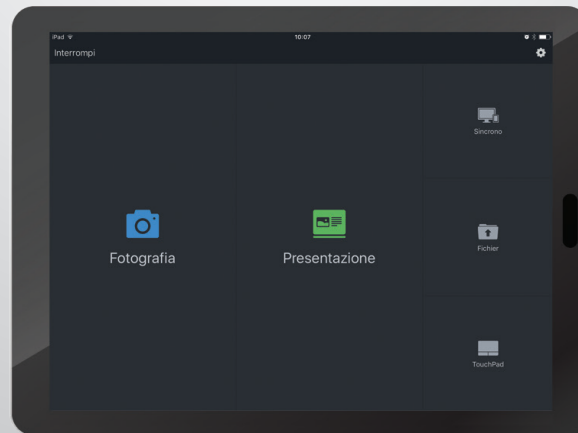 iPad
10:07
Interrompi
Fotografia
Presentazione
Sincrono
Fichier
TouchPad